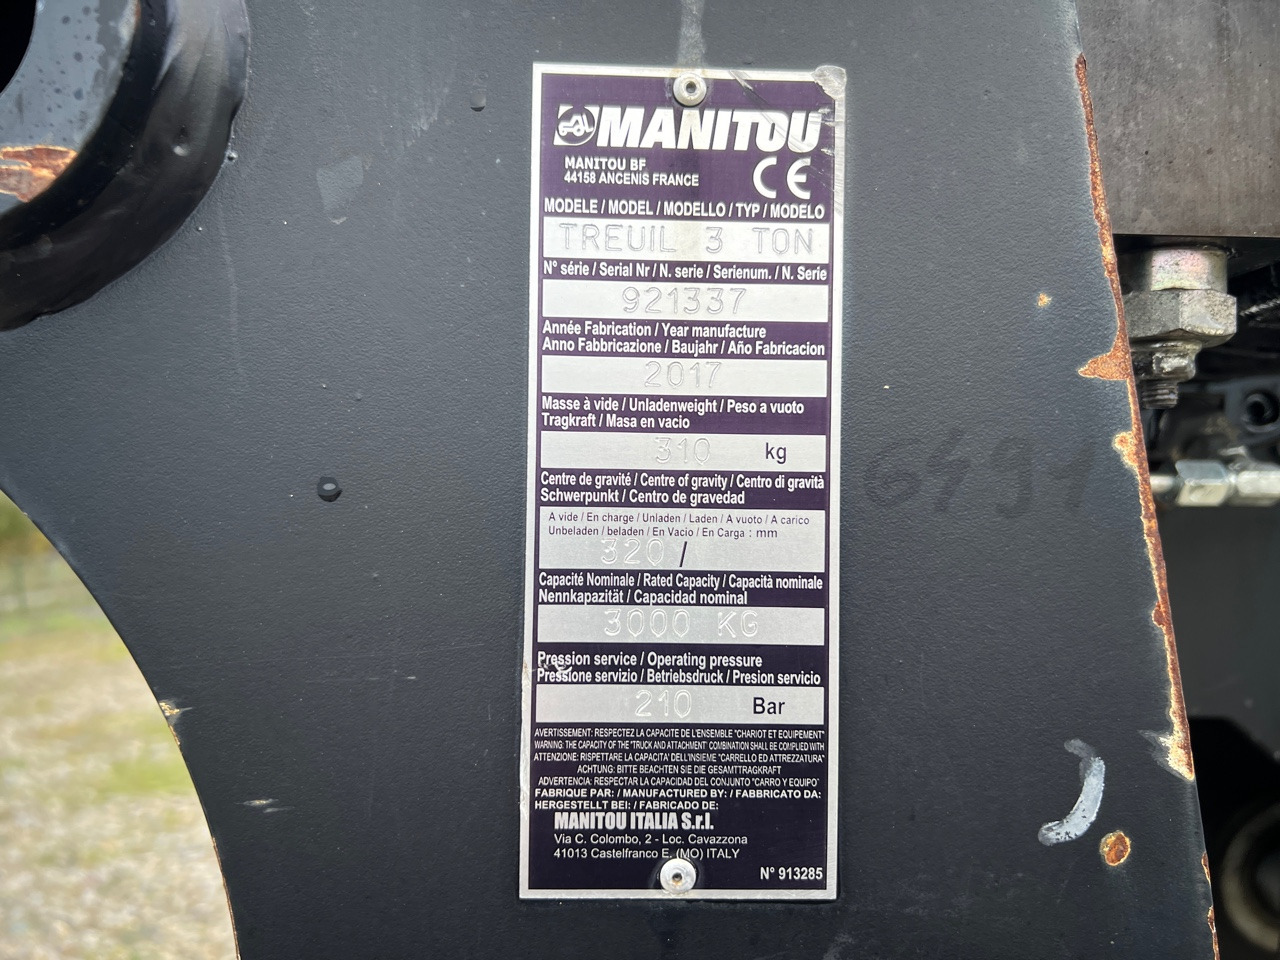 MANITOU
MANITOU BF
44158 ANCENIS FRANCE
CE
MODELE / MODEL / MODELLO / TYP / MODELO
TREUIL 3 TON
N° série / Serial Nr / N. serie / Serienum. / N. Serie
921337
Année Fabrication / Year manufacture
Anno Fabbricazione / Baujahr / Año Fabricacion
2017
Masse à vide / Unladenweight / Peso a vuoto
Tragkraft / Masa en vacio
310 kg
Centre de gravité / Centre of gravity / Centro di gravità
Schwerpunkt / Centro de gravedad
A vide / En charge / Unladen / Laden / A vuoto / A carico
Unbeladen / beladen / En Vacio / En Carga : mm
320 /
Capacité Nominale / Rated Capacity / Capacità nominale
Nennkapazität / Capacidad nominal
3000 KG
Pression service / Operating pressure
Pressione servizio / Betriebsdruck / Presion servicio
210 Bar
AVERTISSEMENT: RESPECTEZ LA CAPACITE DE L'ENSEMBLE "CHARIOT ET EQUIPEMENT"
WARNING: THE CAPACITY OF THE "TRUCK AND ATTACHMENT" COMBINATION SHALL BE COMPLIED WITH
ATTENZIONE: RISPETTARE LA CAPACITA' DELL'INSIEME "CARRELLO ED ATTREZZATURA"
ACHTUNG: BITTE BEACHTEN SIE DIE GESAMTTRAGKRAFT
ADVERTENCIA: RESPECTAR LA CAPACIDAD DEL CONJUNTO "CARRO Y EQUIPO"
FABRIQUE PAR: / MANUFACTURED BY: / FABBRICATO DA:
HERGESTELLT BEI: / FABRICADO DE:
MANITOU ITALIA S.r.l.
Via C. Colombo, 2 - Loc. Cavazzona
41013 Castelfranco E. (MO) ITALY
N° 913285